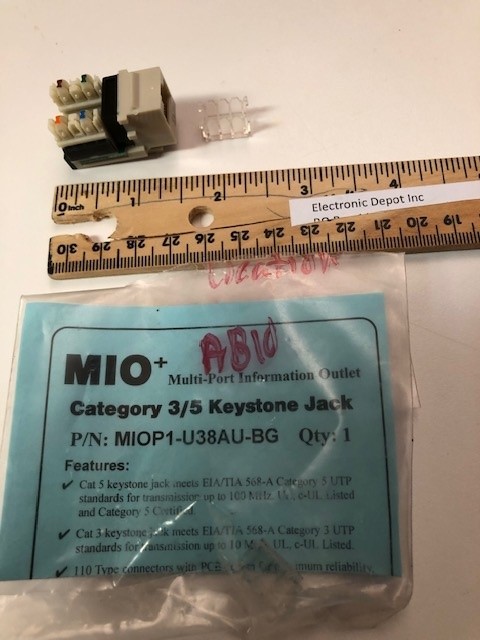 0 Inch 1 2 3 4
Electronic Depot Inc
30 29 27 26 25 24 23 22 21 20 19
Location
AB10
MIO+
Multi-Port Information Outlet
Category 3/5 Keystone Jack
P/N: MIOP1-U38AU-BG Qty: 1
Features:
✔ Cat 5 keystone jack meets EIA/TIA 568-A Category 5 UTP
standards for transmission up to 100 MHz. UL, c-UL Listed
and Category 5 Certified
✔ Cat 3 keystone jack meets EIA/TIA 568-A Category 3 UTP
standards for transmission up to 10 UL, c-UL Listed.
✔ 110 Type connectors with reliability